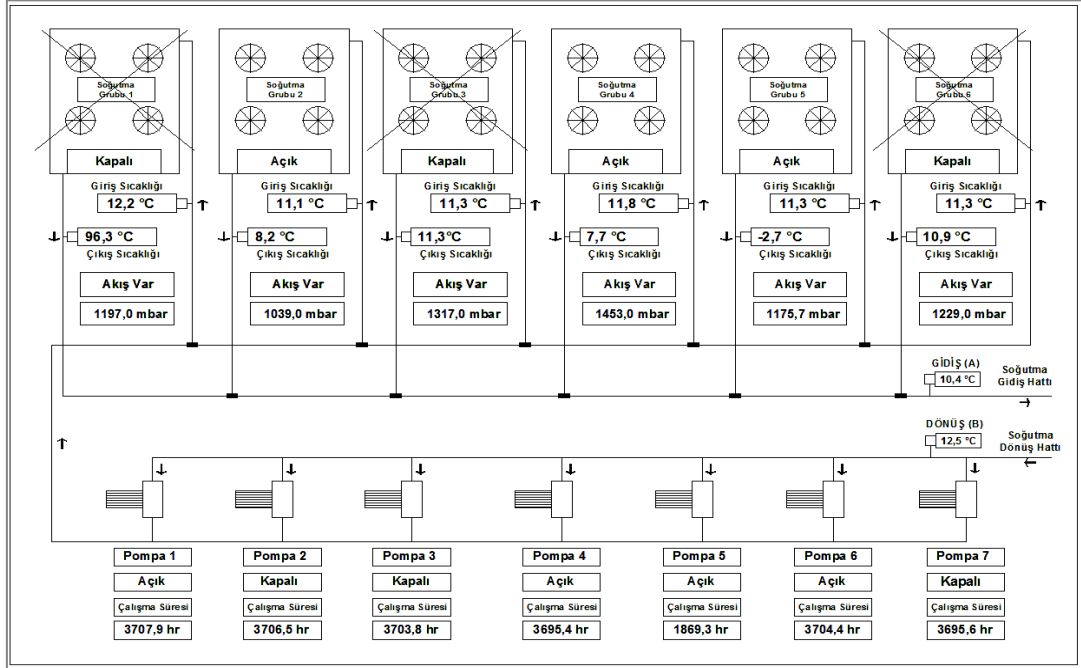 Soğutma
Grubu 1
Soğutma
Grubu 2
Soğutma
Grubu 3
Soğutma
Grubu 4
Soğutma
Grubu 5
Soğutma
Grubu 6
Kapalı
Açık
Kapalı
Açık
Açık
Kapalı
Giriş Sıcaklığı
Giriş Sıcaklığı
Giriş Sıcaklığı
Giriş Sıcaklığı
Giriş Sıcaklığı
Giriş Sıcaklığı
12,2 °C
11,1 °C
11,3 °C
11,8 °C
11,3 °C
11,3 °C
96,3 °C
8,2 °C
11,3°C
7,7 °C
-2,7 °C
10,9 °C
Çıkış Sıcaklığı
Çıkış Sıcaklığı
Çıkış Sıcaklığı
Çıkış Sıcaklığı
Çıkış Sıcaklığı
Çıkış Sıcaklığı
Akış Var
Akış Var
Akış Var
Akış Var
Akış Var
Akış Var
1197,0 mbar
1039,0 mbar
1317,0 mbar
1453,0 mbar
1175,7 mbar
1229,0 mbar
GİDİŞ (A)
10,4 °C
Soğutma
Gidiş Hattı
DÖNÜŞ (B)
12,5 °C
Soğutma
Dönüş Hattı
Pompa 1
Pompa 2
Pompa 3
Pompa 4
Pompa 5
Pompa 6
Pompa 7
Açık
Kapalı
Kapalı
Açık
Açık
Açık
Kapalı
Çalışma Süresi
Çalışma Süresi
Çalışma Süresi
Çalışma Süresi
Çalışma Süresi
Çalışma Süresi
Çalışma Süresi
3707,9 hr
3706,5 hr
3703,8 hr
3695,4 hr
1869,3 hr
3704,4 hr
3695,6 hr